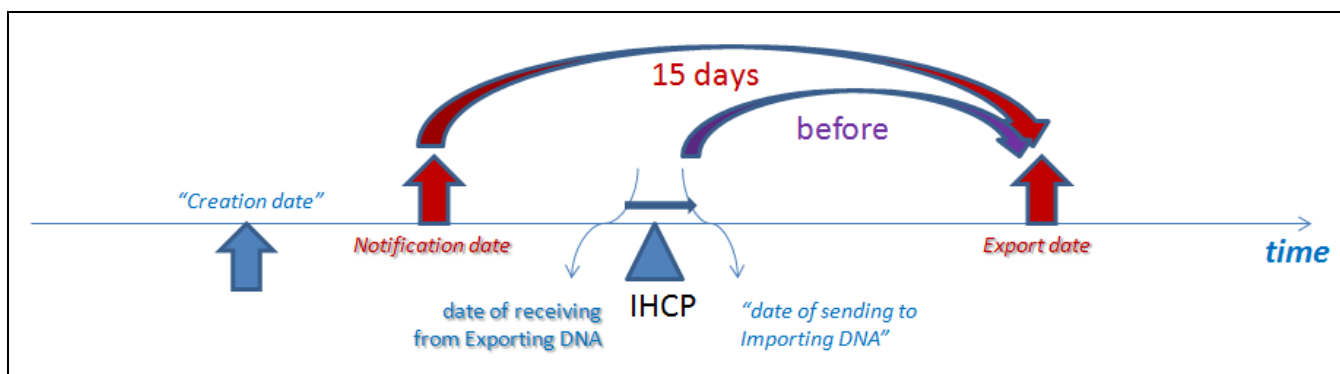 15 days
before
“Creation date”
Notification date
Export date
time
date of receiving
from Exporting DNA
IHCP
“date of sending to
Importing DNA”